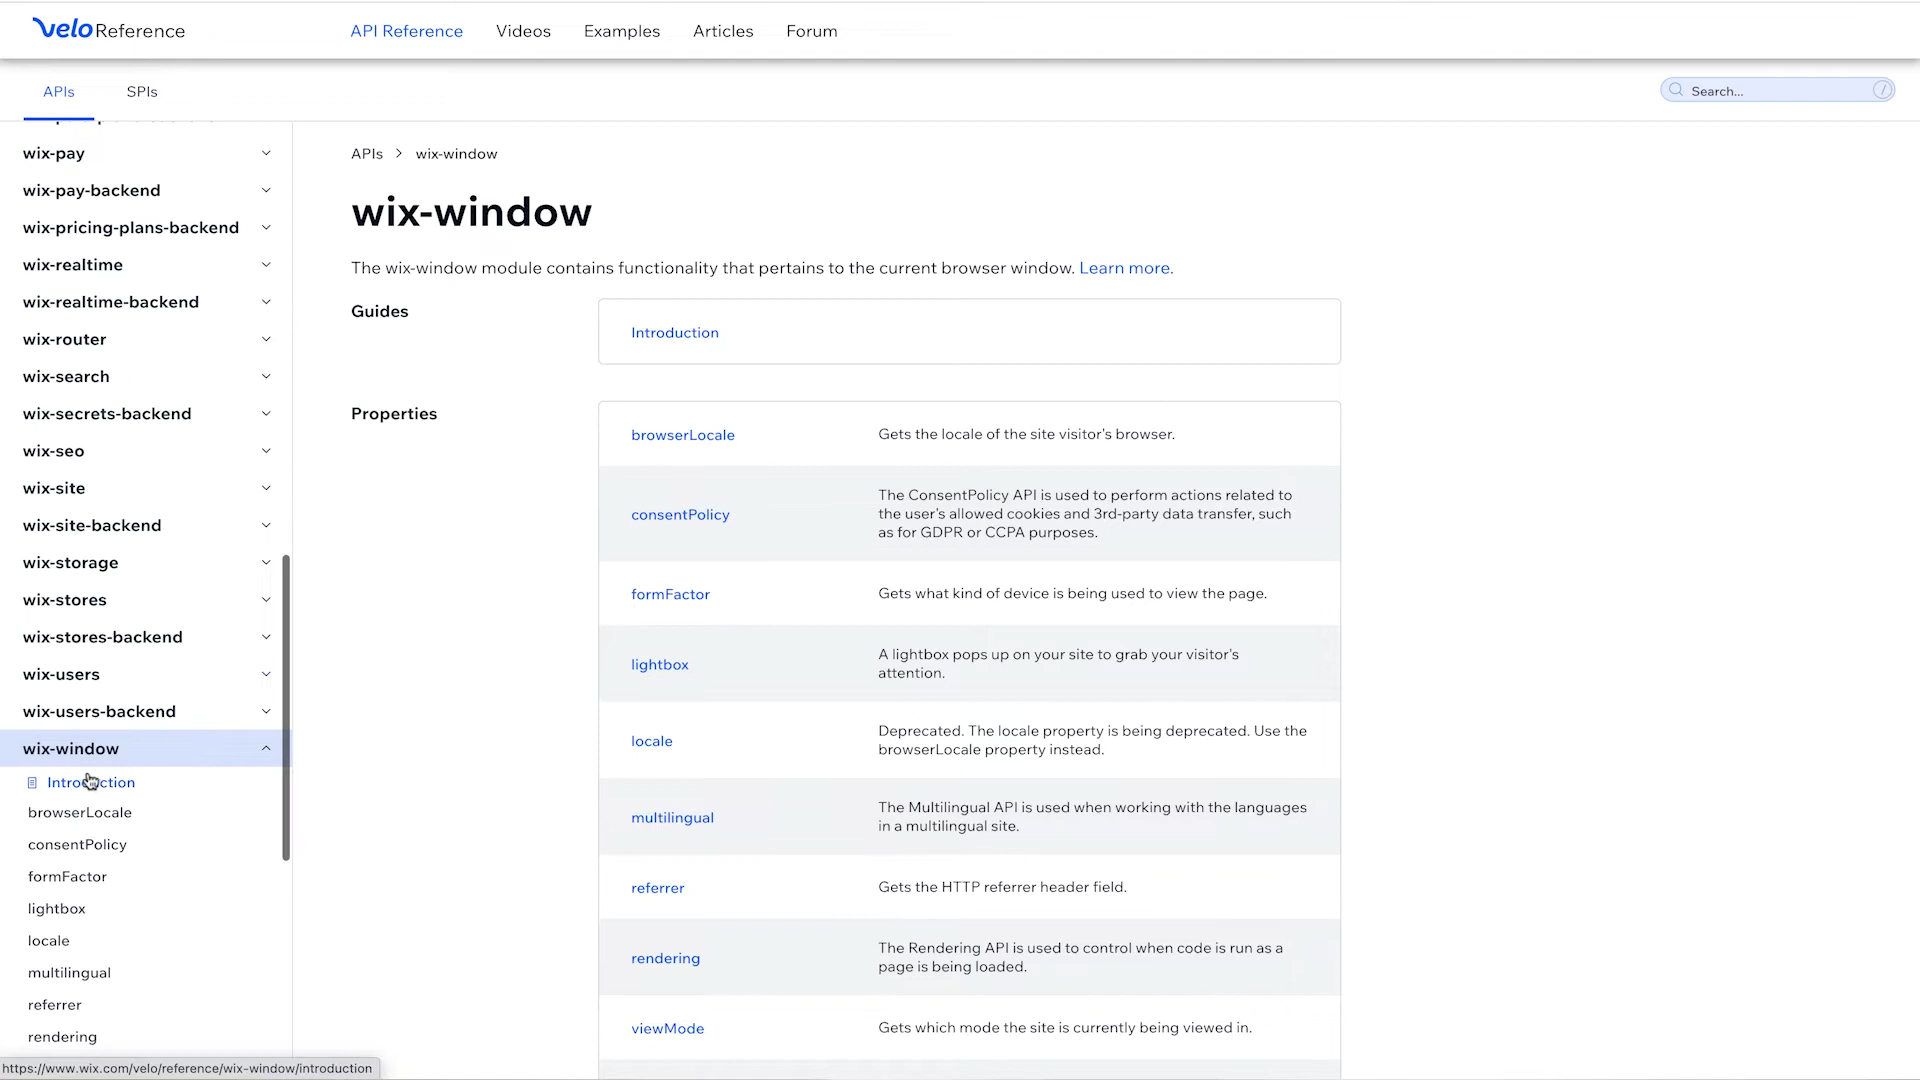 velo Reference
API Reference
Videos
Examples
Articles
Forum
APIs
SPIs
Search...
/
wix-pay
wix-pay-backend
wix-pricing-plans-backend
wix-realtime
wix-realtime-backend
wix-router
wix-search
wix-secrets-backend
wix-seo
wix-site
wix-site-backend
wix-storage
wix-stores
wix-stores-backend
wix-users
wix-users-backend
wix-window
Introduction
browserLocale
consentPolicy
formFactor
lightbox
locale
multilingual
referrer
rendering
APIs > wix-window
wix-window
The wix-window module contains functionality that pertains to the current browser window. Learn more.
Guides
Introduction
Properties
browserLocale
Gets the locale of the site visitor's browser.
consentPolicy
The ConsentPolicy API is used to perform actions related to
the user's allowed cookies and 3rd-party data transfer, such
as for GDPR or CCPA purposes.
formFactor
Gets what kind of device is being used to view the page.
lightbox
A lightbox pops up on your site to grab your visitor's
attention.
locale
Deprecated. The locale property is being deprecated. Use the
browserLocale property instead.
multilingual
The Multilingual API is used when working with the languages
in a multilingual site.
referrer
Gets the HTTP referrer header field.
rendering
The Rendering API is used to control when code is run as a
page is being loaded.
viewMode
Gets which mode the site is currently being viewed in.
https://www.wix.com/velo/reference/wix-window/introduction